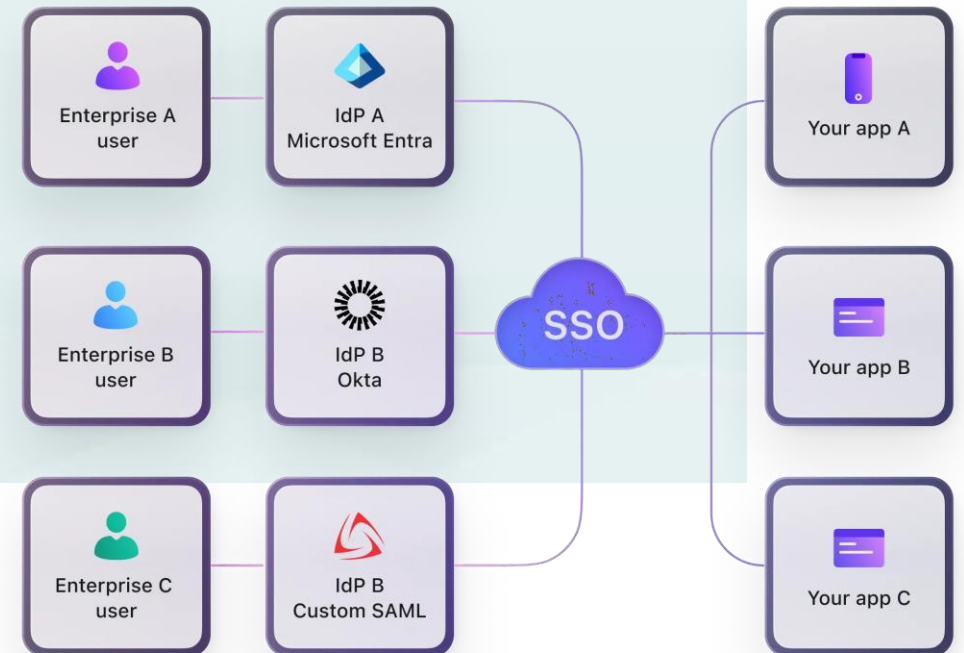 Enterprise A
user
IdP A
Microsoft Entra
Your app A
Enterprise B
user
IdP B
Okta
SSO
Your app B
Enterprise C
user
IdP B
Custom SAML
Your app C